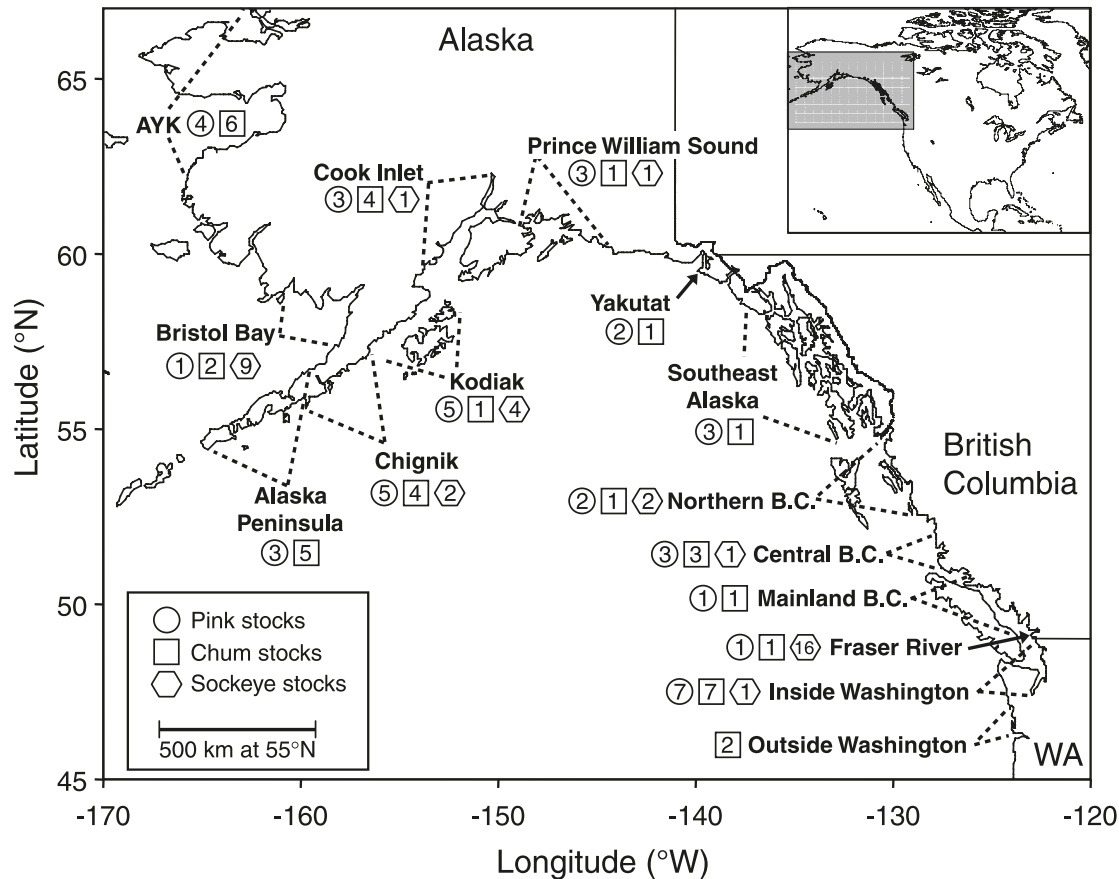 Alaska
65
AYK 4 6
Prince William Sound
3 1 1
Cook Inlet
3 4 1
60
Yakutat
2 1
Bristol Bay
1 2 9
Kodiak
5 1 4
Southeast
Alaska
3 1
Latitude (°N)
55
Chignik
5 4 2
British
Columbia
Alaska
Peninsula
3 5
2 1 2 Northern B.C.
3 3 1 Central B.C.
50
1 1 Mainland B.C.
1 1 16 Fraser River
7 7 1 Inside Washington
2 Outside Washington
WA
Pink stocks
Chum stocks
Sockeye stocks
500 km at 55°N
45
-170 -160 -150 -140 -130 -120
Longitude (°W)